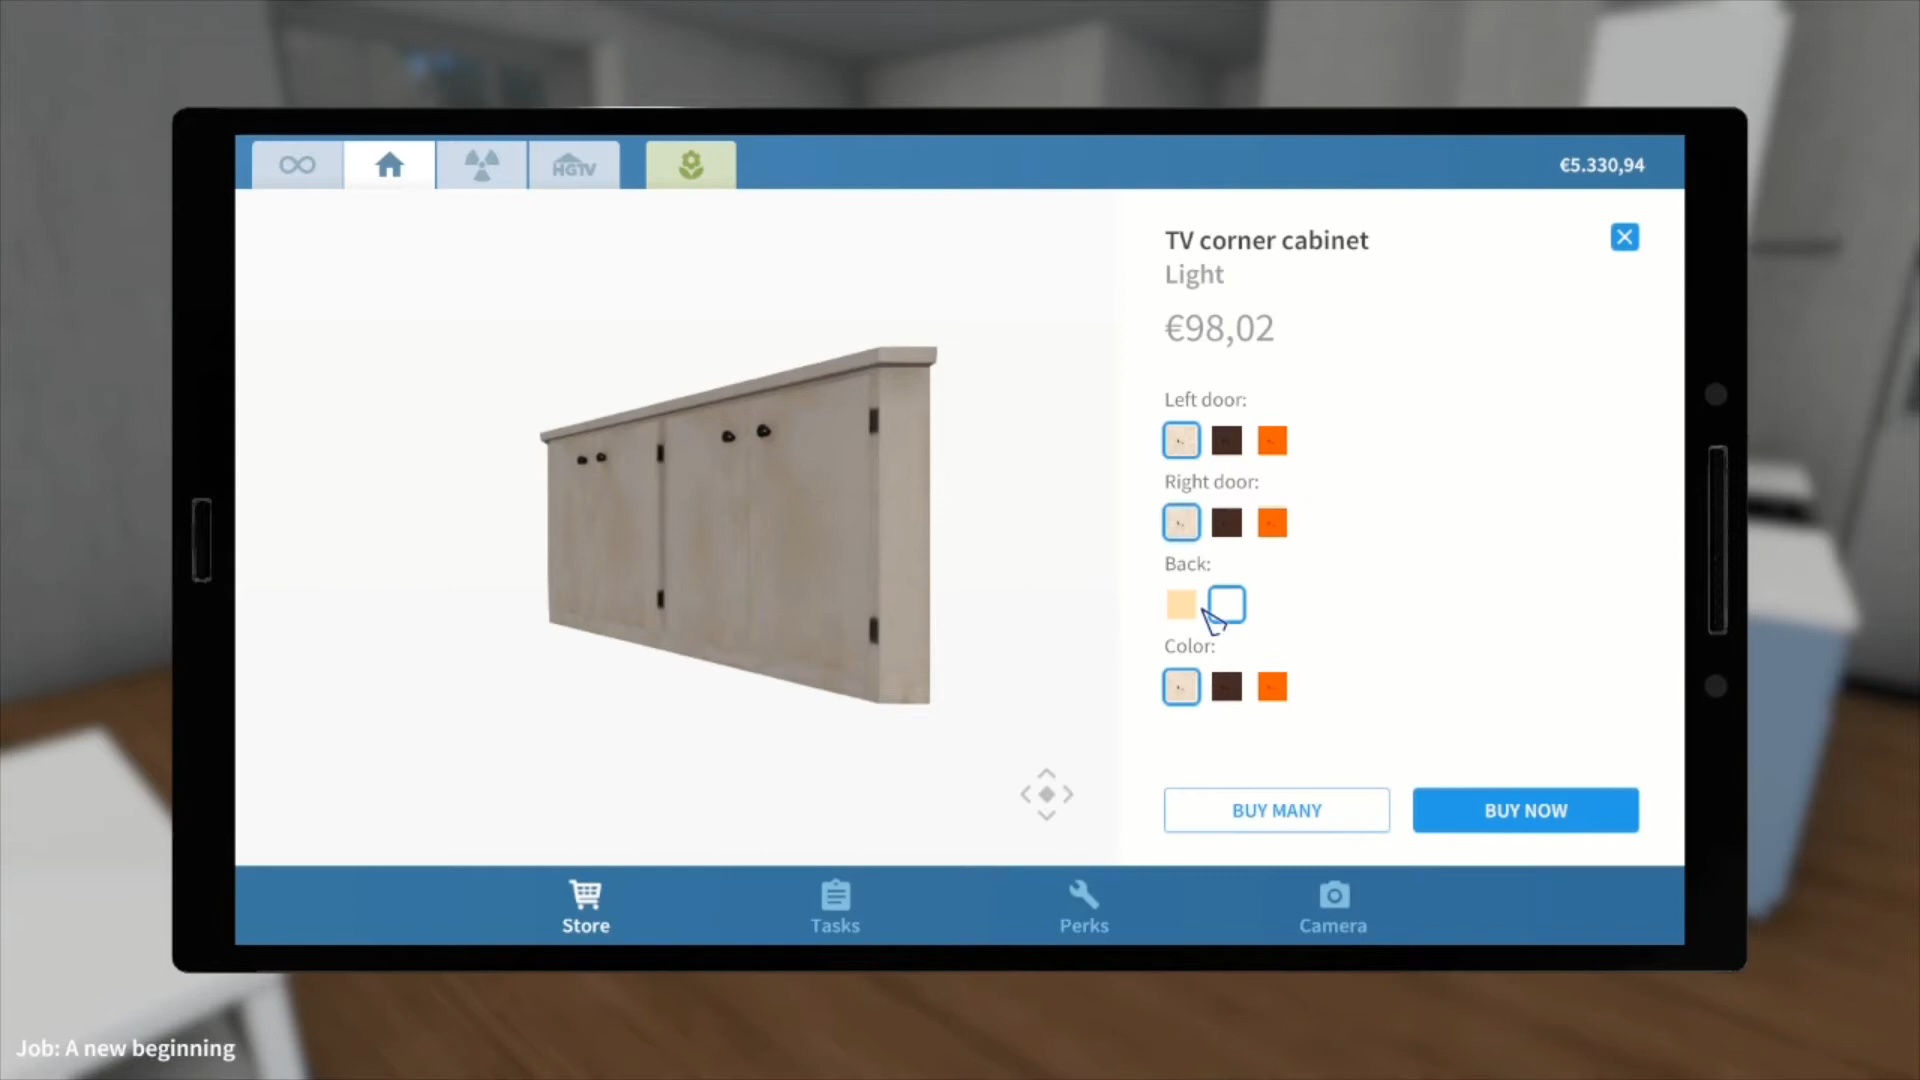 HGTV
€5.330,94
TV corner cabinet
Light
€98,02
Left door:
Right door:
Back:
Color:
BUY MANY
BUY NOW
Store
Tasks
Perks
Camera
Job: A new beginning